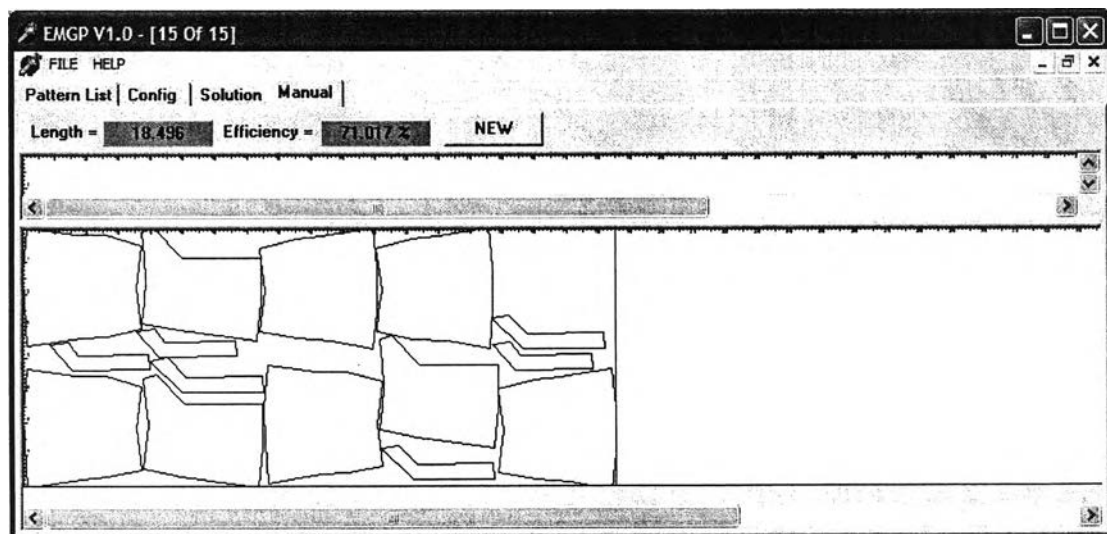 EMGP V1.0 - [15 Of 15]
FILE HELP
Pattern List Config Solution Manual
Length = 18.496 Efficiency = 71.017 % NEW